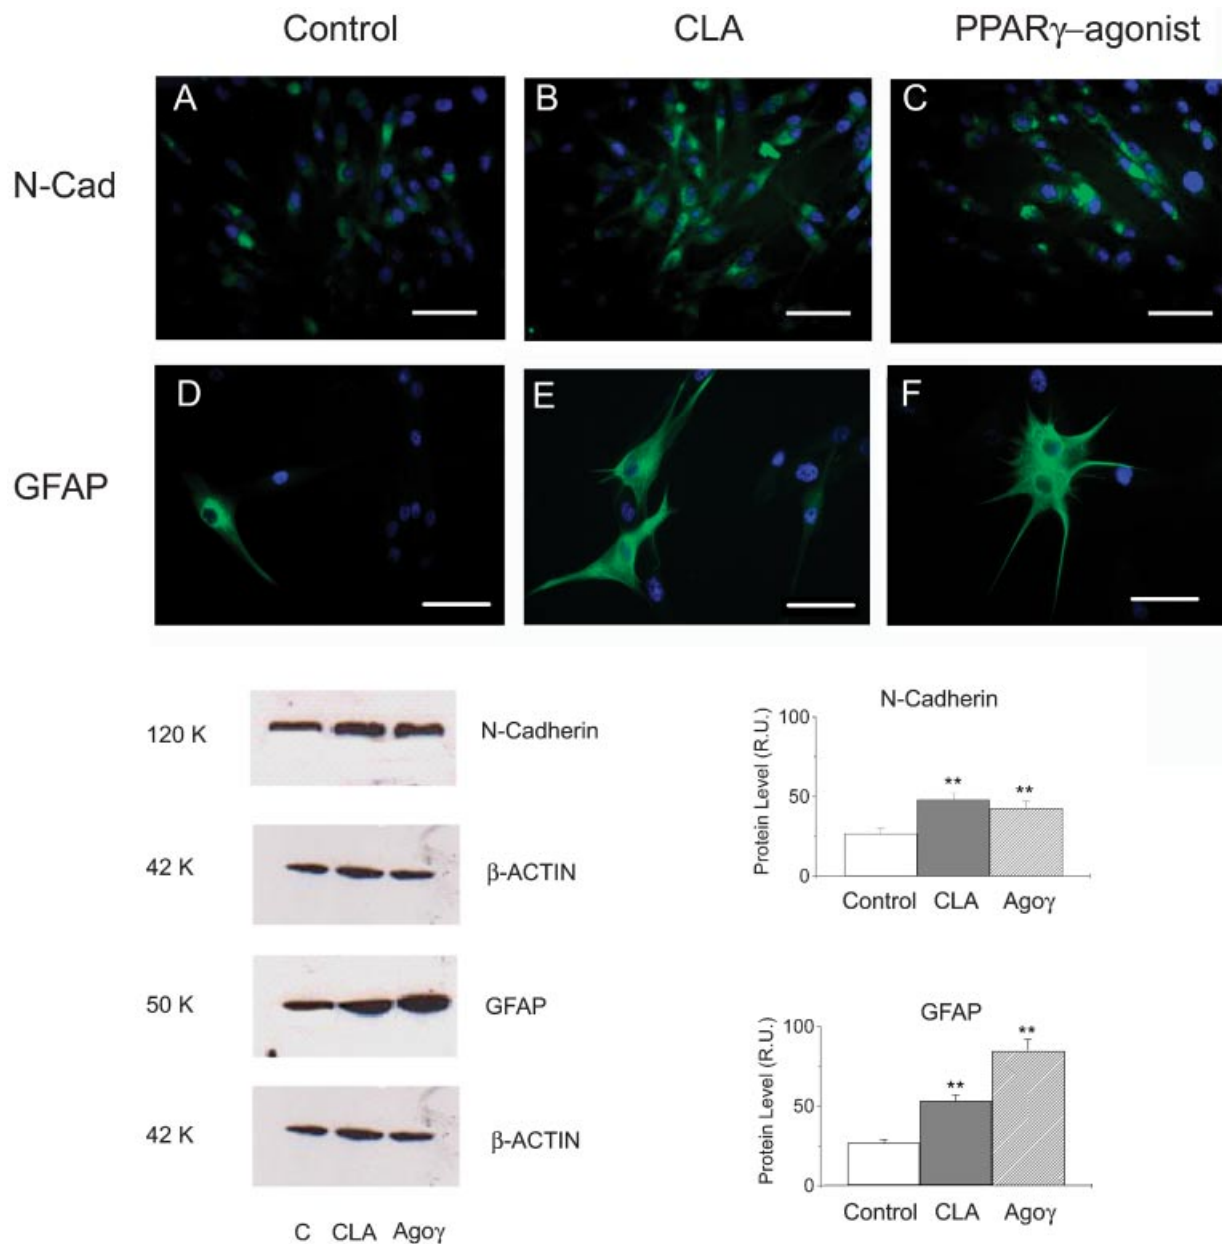 Control CLA PPARγ–agonist
A B C
N-Cad
D E F
GFAP
120 K N-Cadherin
42 K β-ACTIN
50 K GFAP
42 K β-ACTIN
C CLA Agoγ
N-Cadherin
Protein Level (R.U.)
100
50
0
** **
Control CLA Agoγ
GFAP
Protein Level (R.U.)
100
50
0
** **
Control CLA Agoγ